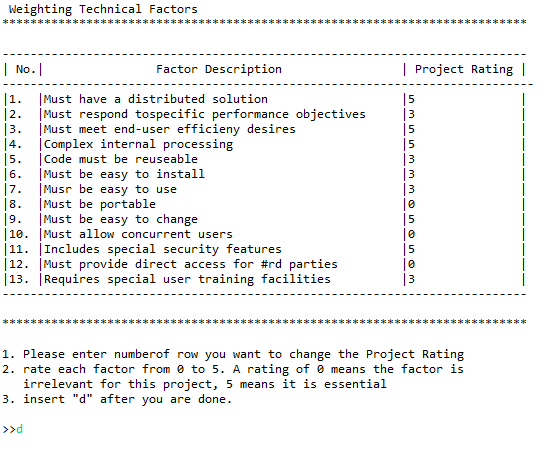 Weighting Technical Factors
***************************************************************************
---------------------------------------------------------------------------
| No.| Factor Description | Project Rating |
---------------------------------------------------------------------------
|1. |Must have a distributed solution |5 |
|2. |Must respond tospecific performance objectives |3 |
|3. |Must meet end-user efficieny desires |5 |
|4. |Complex internal processing |5 |
|5. |Code must be reuseable |3 |
|6. |Must be easy to install |3 |
|7. |Musr be easy to use |3 |
|8. |Must be portable |0 |
|9. |Must be easy to change |5 |
|10. |Must allow concurrent users |0 |
|11. |Includes special security features |5 |
|12. |Must provide direct access for #rd parties |0 |
|13. |Requires special user training facilities |3 |
---------------------------------------------------------------------------
***************************************************************************
1. Please enter numberof row you want to change the Project Rating
2. rate each factor from 0 to 5. A rating of 0 means the factor is
irrelevant for this project, 5 means it is essential
3. insert "d" after you are done.
>>d